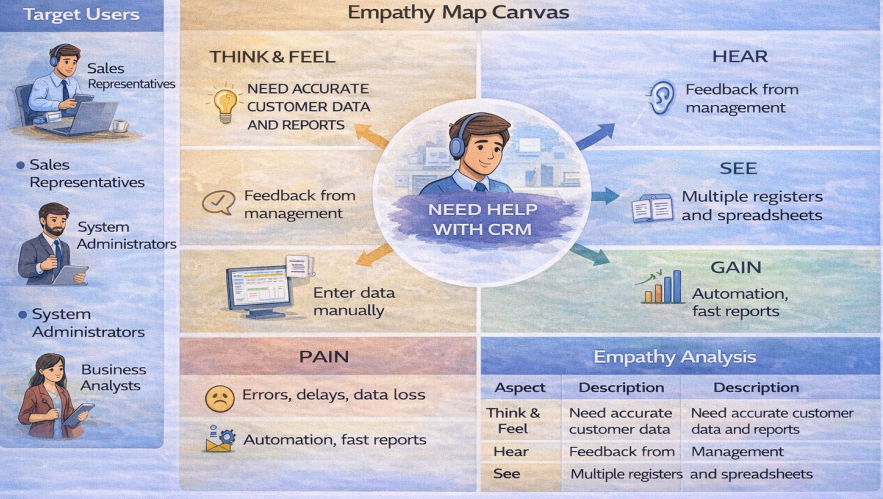 Target Users
Sales
Representatives
Sales
Representatives
System
Administrators
System
Administrators
Business
Analysts
Empathy Map Canvas
THINK & FEEL
NEED ACCURATE
CUSTOMER DATA
AND REPORTS
Feedback from
management
Enter data
manually
NEED HELP
WITH CRM
HEAR
Feedback from
management
SEE
Multiple registers
and spreadsheets
GAIN
Automation,
fast reports
PAIN
Errors, delays, data loss
Automation, fast reports
Empathy Analysis
Aspect Description Description
Think & Feel Need accurate customer data Need accurate customer data and reports
Hear Feedback from Management
See Multiple registers and spreadsheets